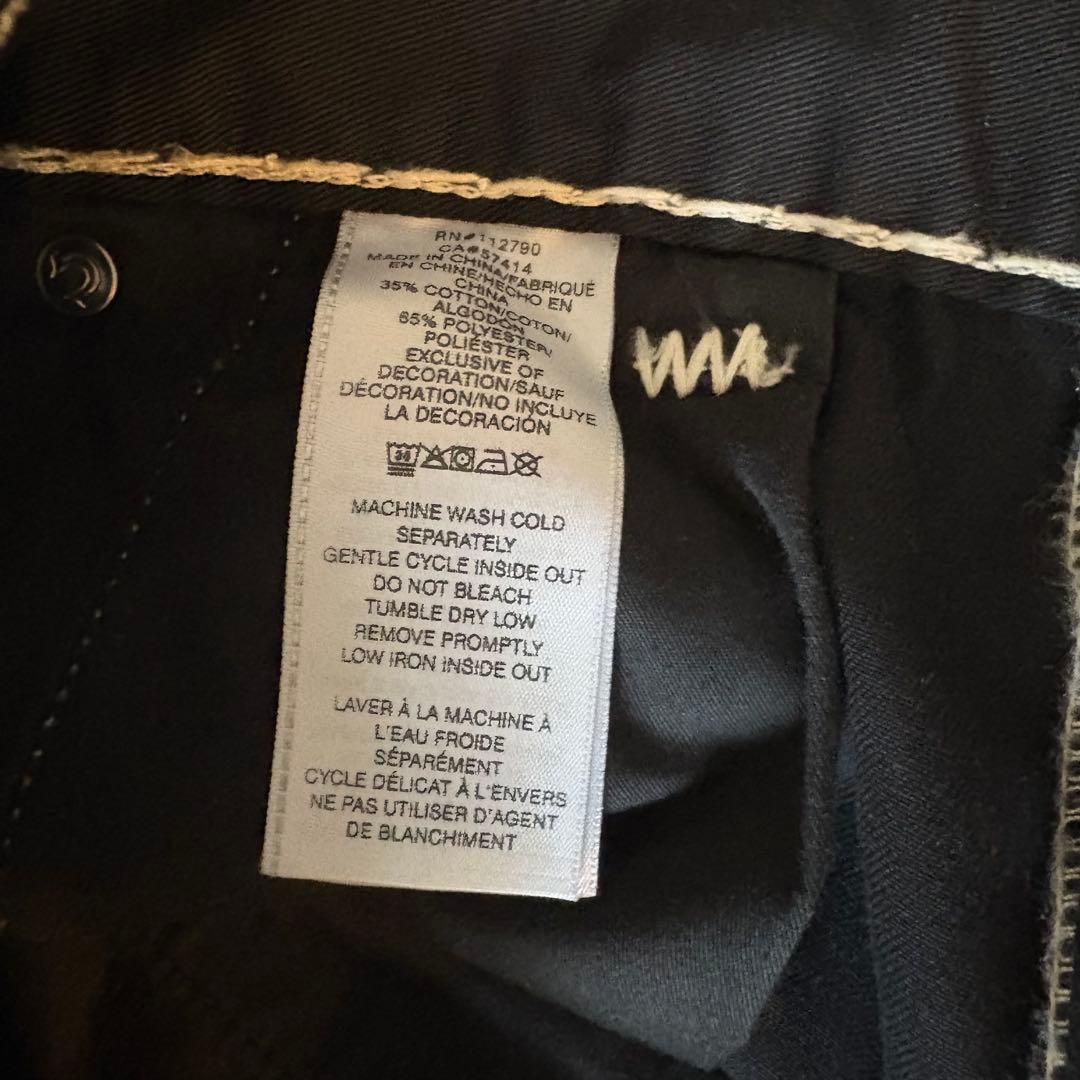 RN#112790
CA#57414
MADE IN CHINA/FABRIQUÉ
EN CHINE/HECHO EN
CHINA
35% COTTON/COTON/
ALGODÓN
65% POLYESTER/
POLIÉSTER
EXCLUSIVE OF
DECORATION/SAUF
DÉCORATION/NO INCLUYE
LA DECORACIÓN
30
MACHINE WASH COLD
SEPARATELY
GENTLE CYCLE INSIDE OUT
DO NOT BLEACH
TUMBLE DRY LOW
REMOVE PROMPTLY
LOW IRON INSIDE OUT
LAVER À LA MACHINE À
L'EAU FROIDE
SÉPARÉMENT
CYCLE DÉLICAT À L'ENVERS
NE PAS UTILISER D'AGENT
DE BLANCHIMENT